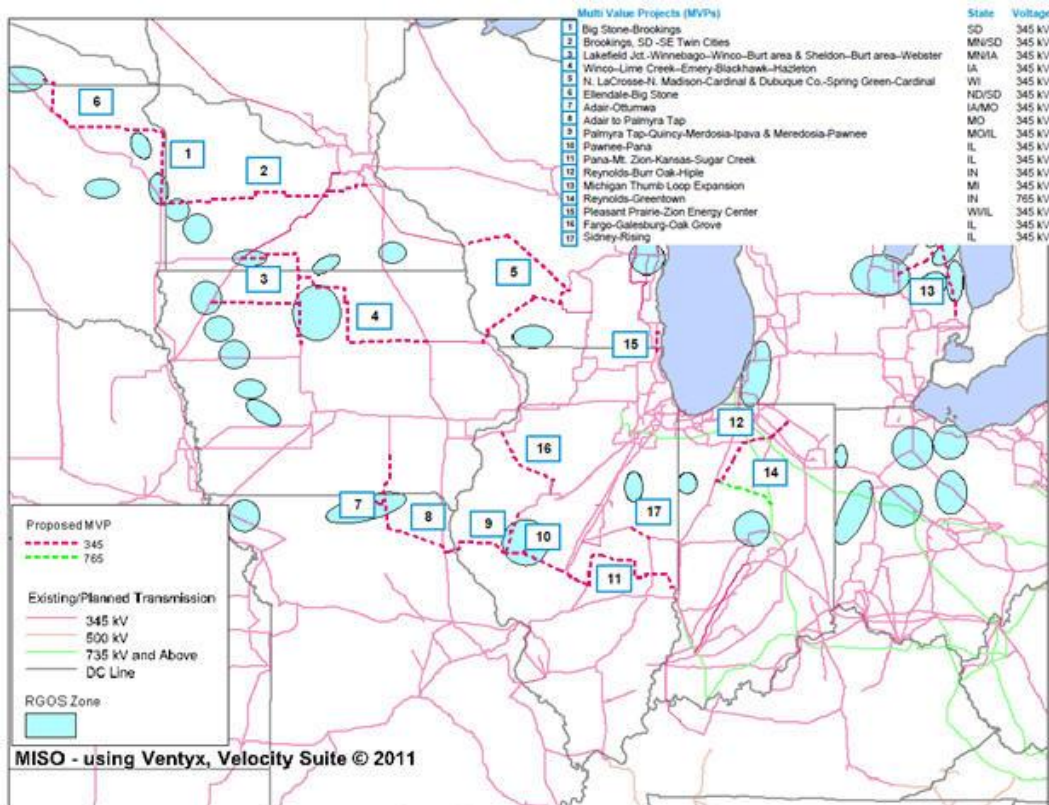 Multi Value Projects (MVPs) State Voltage
1 Big Stone-Brookings SD 345 kV
2 Brookings, SD -SE Twin Cities MN/SD 345 kV
3 Lakefield Jct.-Winnebago-Winco-Burt area & Sheldon-Burt area-Webster MN/IA 345 kV
4 Winco-Lime Creek-Emery-Blackhawk-Hazleton IA 345 kV
5 N. LaCrosse-N. Madison-Cardinal & Dubuque Co.-Spring Green-Cardinal WI 345 kV
6 Ellendale-Big Stone ND/SD 345 kV
7 Adair-Ottumwa IA/MO 345 kV
8 Adair to Palmyra Tap MO 345 kV
9 Palmyra Tap-Quincy-Merdosia-Ipava & Meredosia-Pawnee MO/IL 345 kV
10 Pawnee-Pana IL 345 kV
11 Pana-Mt. Zion-Kansas-Sugar Creek IL 345 kV
12 Reynolds-Burr Oak-Hiple IN 345 kV
13 Michigan Thumb Loop Expansion MI 345 kV
14 Reynolds-Greentown IN 765 kV
15 Pleasant Prairie-Zion Energy Center WI/IL 345 kV
16 Fargo-Galesburg-Oak Grove IL 345 kV
17 Sidney-Rising IL 345 kV
6
1
2
5
3
4
13
15
12
16
14
7
8
9
10
17
11
Proposed MVP
345
765
Existing/Planned Transmission
345 kV
500 kV
735 kV and Above
DC Line
RGOS Zone
MISO - using Ventyx, Velocity Suite © 2011